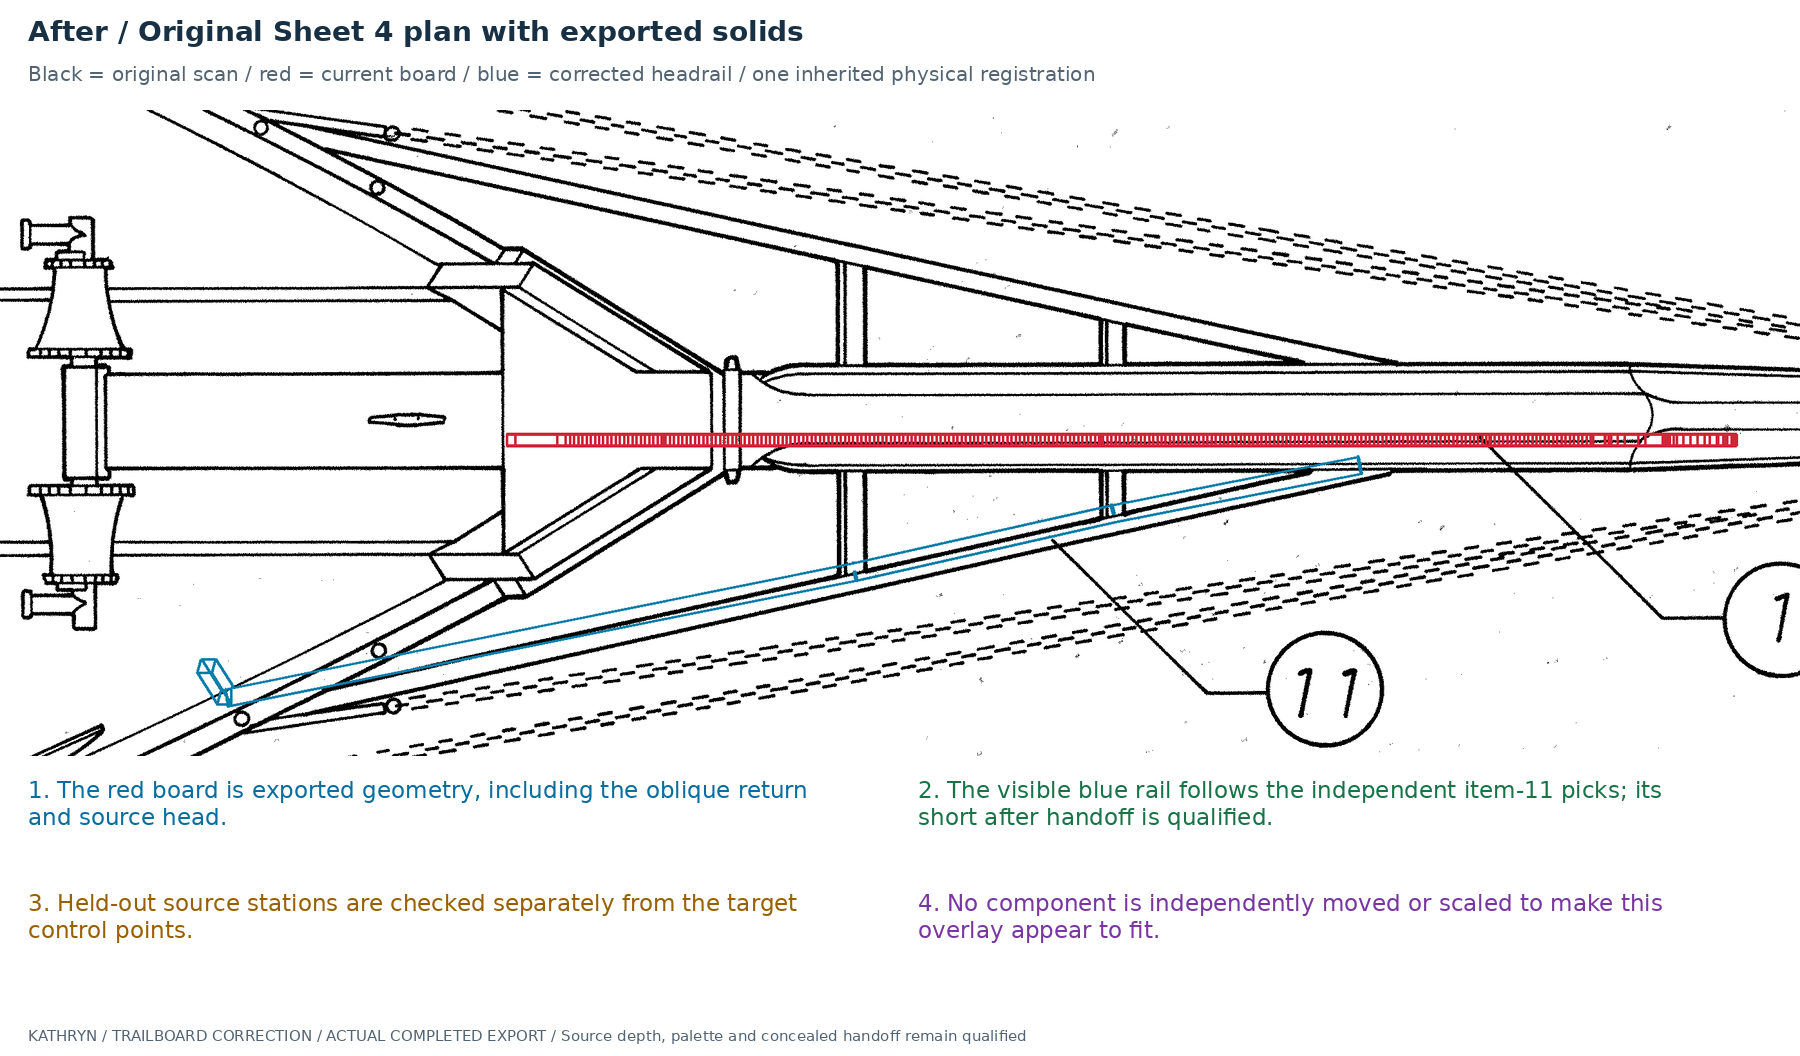 After / Original Sheet 4 plan with exported solids
Black = original scan / red = current board / blue = corrected headrail / one inherited physical registration
1
11
1. The red board is exported geometry, including the oblique return
and source head.
2. The visible blue rail follows the independent item-11 picks; its
short after handoff is qualified.
3. Held-out source stations are checked separately from the target
control points.
4. No component is independently moved or scaled to make this
overlay appear to fit.
KATHRYN / TRAILBOARD CORRECTION / ACTUAL COMPLETED EXPORT / Source depth, palette and concealed handoff remain qualified